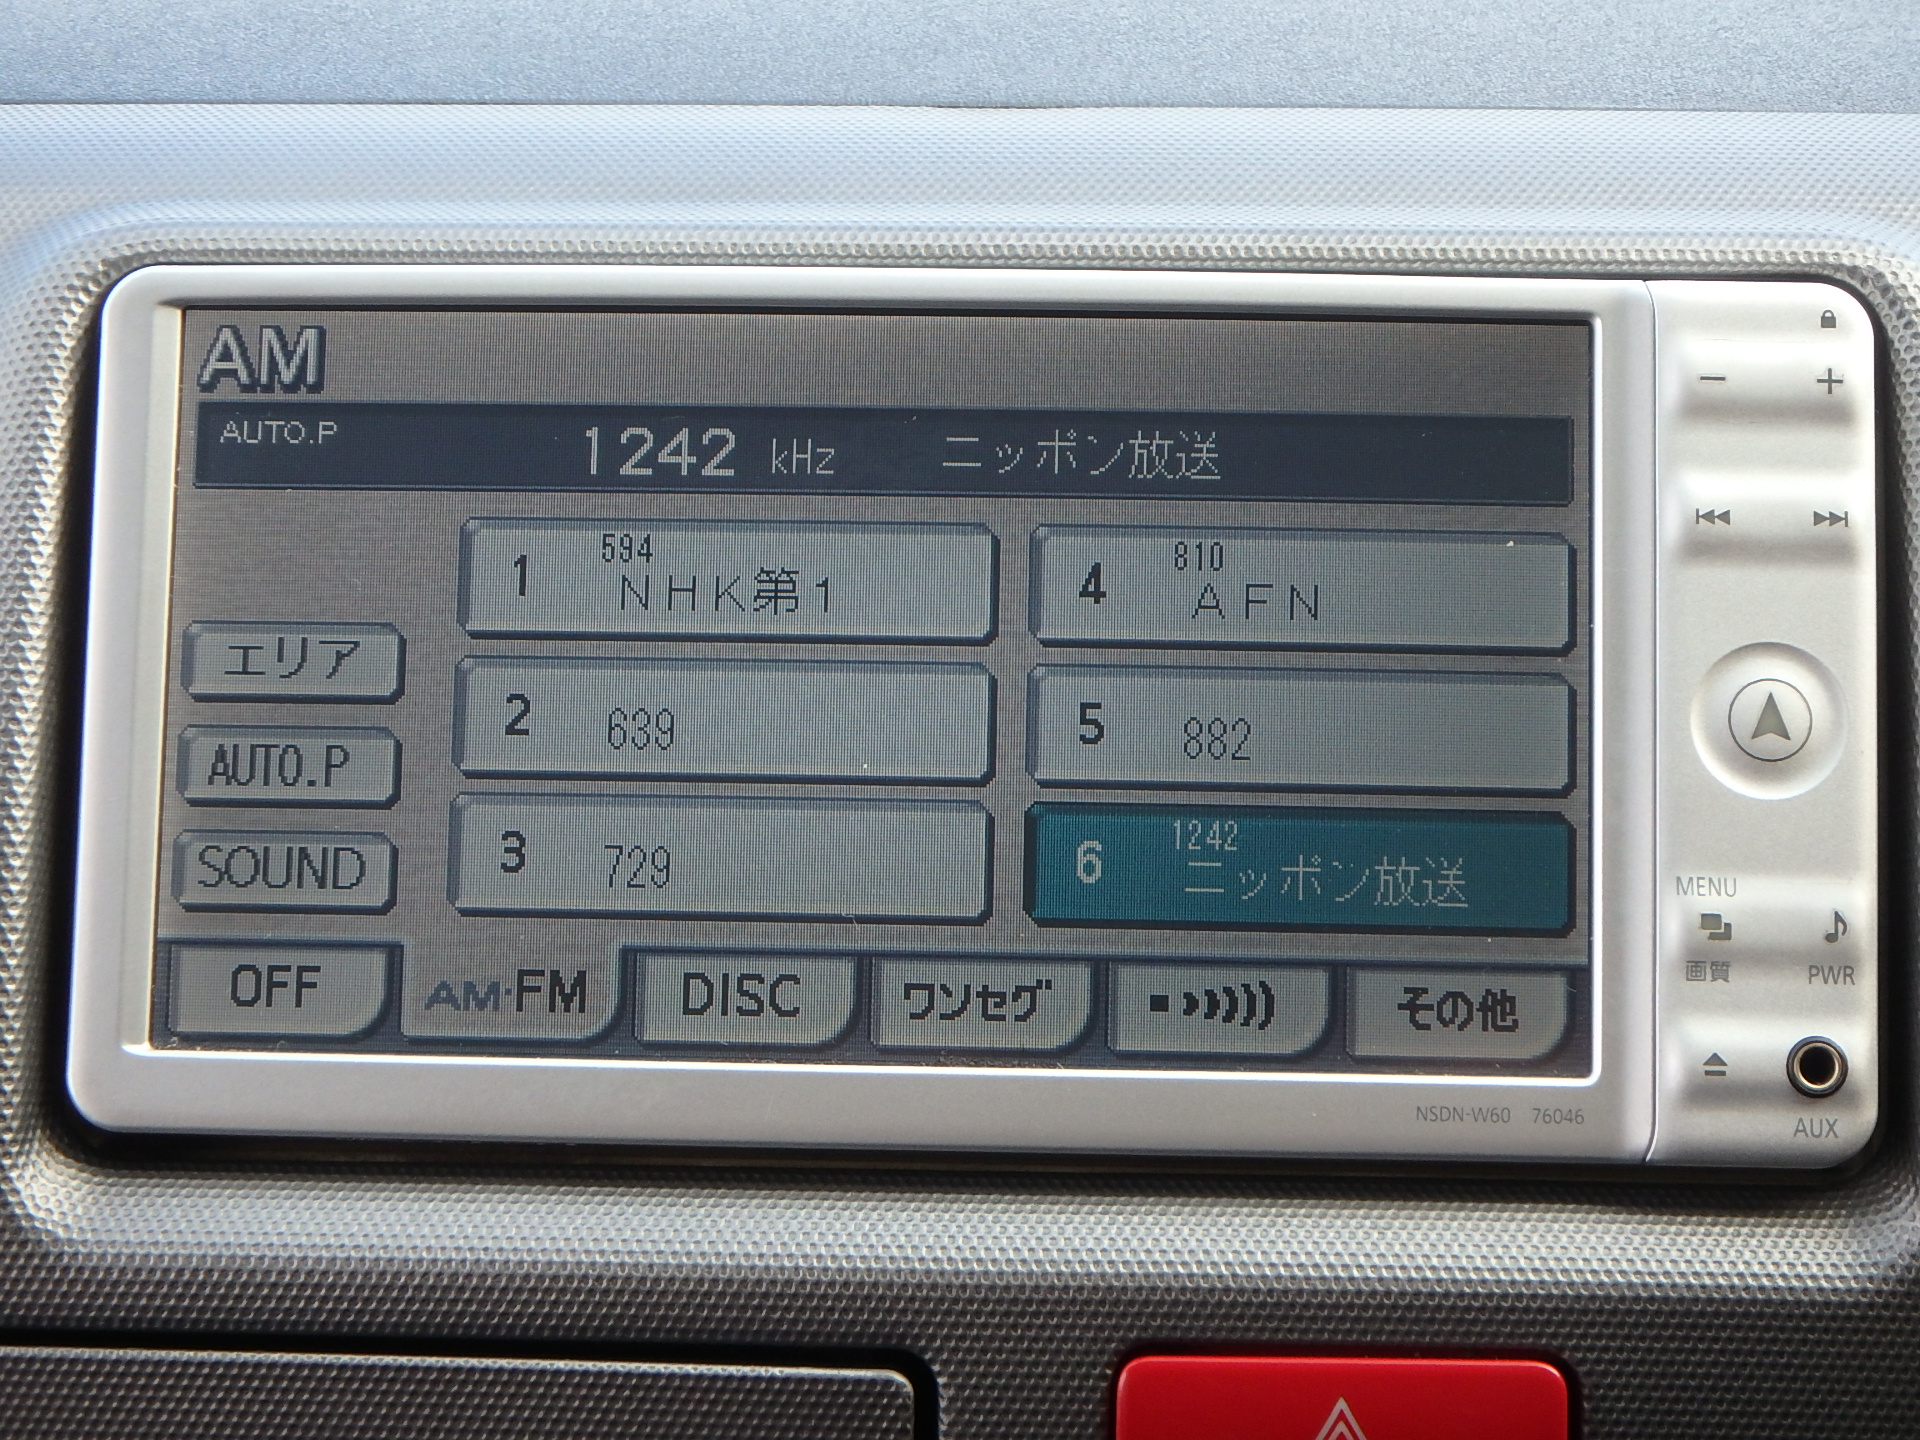 AM
AUTO.P 1242 kHz ニッポン放送
1 594 NHK第1
4 810 AFN
エリア
2 639
5 882
AUTO.P
3 729
6 1242 ニッポン放送
SOUND
OFF AM·FM DISC ワンセグ その他
MENU
画質 PWR
NSDN-W60 76046
AUX